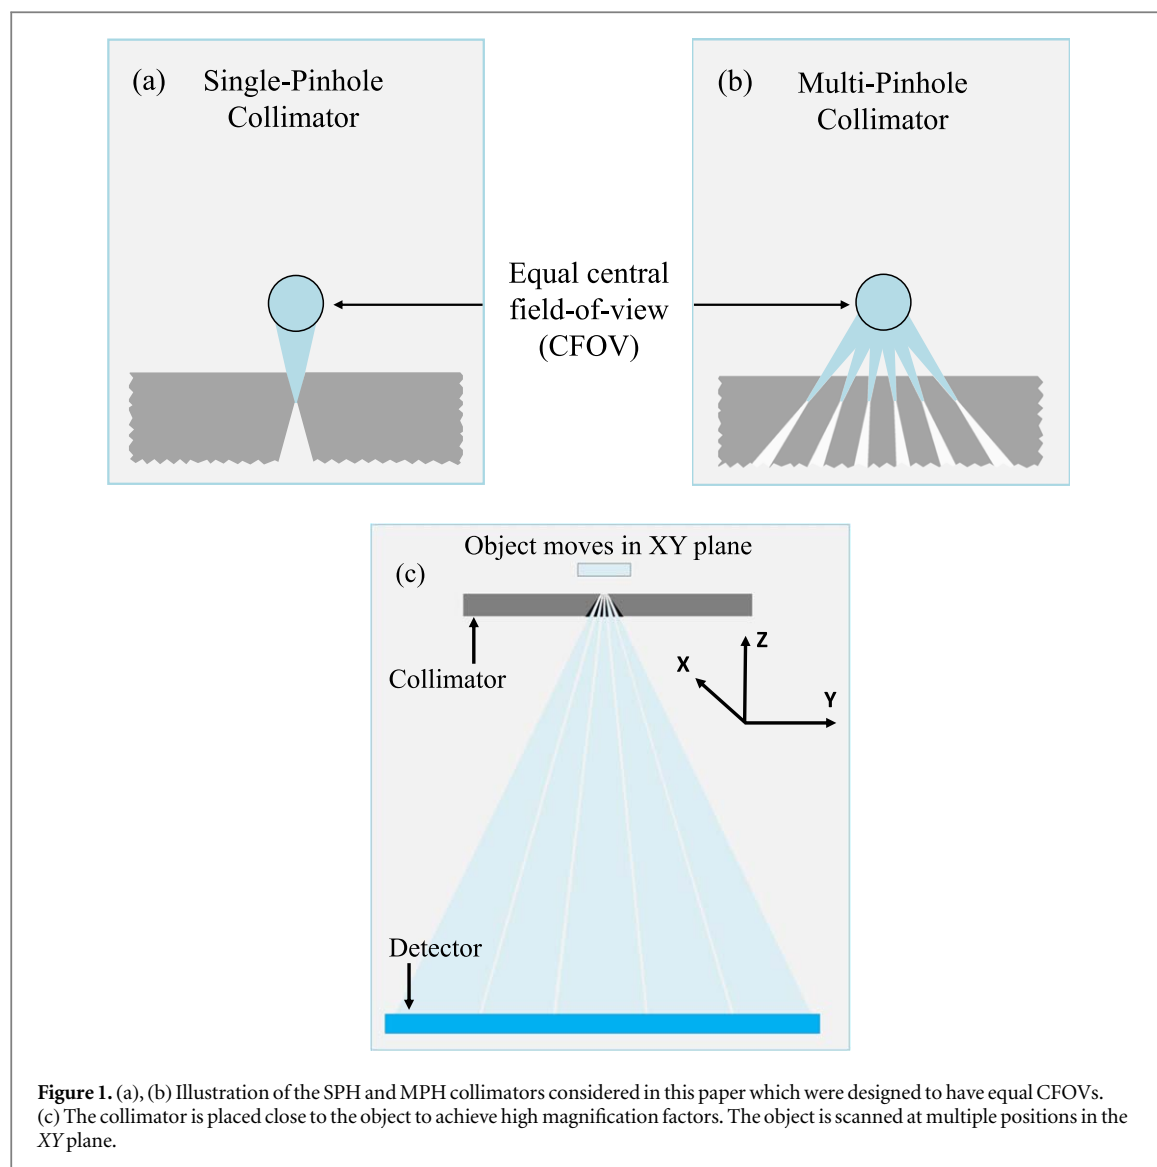 (a)
Single-Pinhole
Collimator
(b)
Multi-Pinhole
Collimator
Equal central
field-of-view
(CFOV)
Object moves in XY plane
(c)
Collimator
Z
X
Y
Detector
Figure 1. (a), (b) Illustration of the SPH and MPH collimators considered in this paper which were designed to have equal CFOVs.
(c) The collimator is placed close to the object to achieve high magnification factors. The object is scanned at multiple positions in the
XY plane.